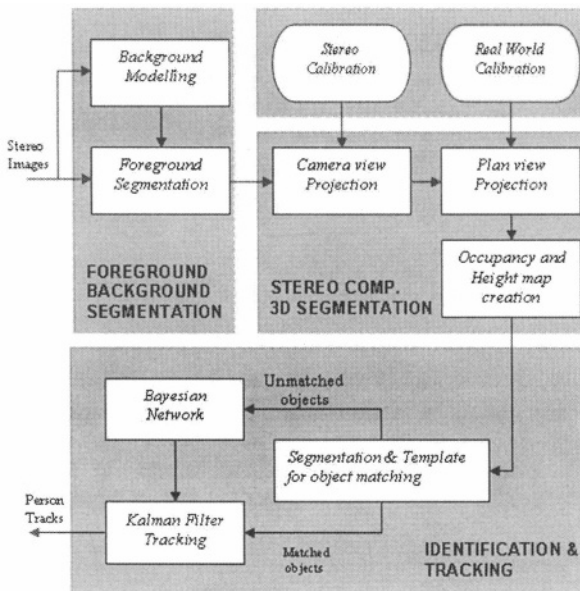 Background
Modelling
Stereo
Calibration
Real World
Calibration
Stereo
Images
Foreground
Segmentation
Camera view
Projection
Plan view
Projection
FOREGROUND
BACKGROUND
SEGMENTATION
STEREO COMP.
3D SEGMENTATION
Occupancy and
Height map
creation
Unmatched
objects
Bayesian
Network
Segmentation & Template
for object matching
Person
Tracks
Kalman Filter
Tracking
Matched
objects
IDENTIFICATION &
TRACKING